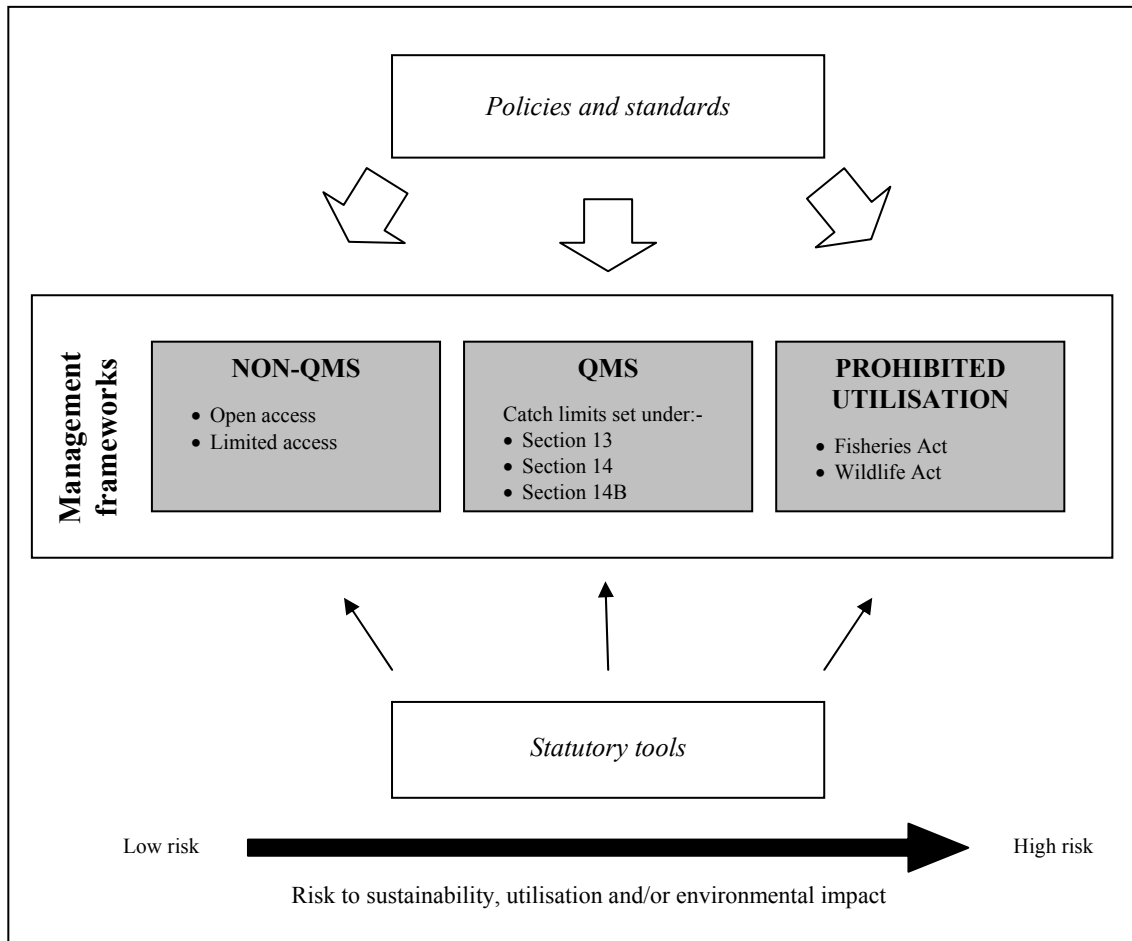 Policies and standards
Management
frameworks
NON-QMS
• Open access
• Limited access
QMS
Catch limits set under:-
• Section 13
• Section 14
• Section 14B
PROHIBITED
UTILISATION
• Fisheries Act
• Wildlife Act
Statutory tools
Low risk
High risk
Risk to sustainability, utilisation and/or environmental impact